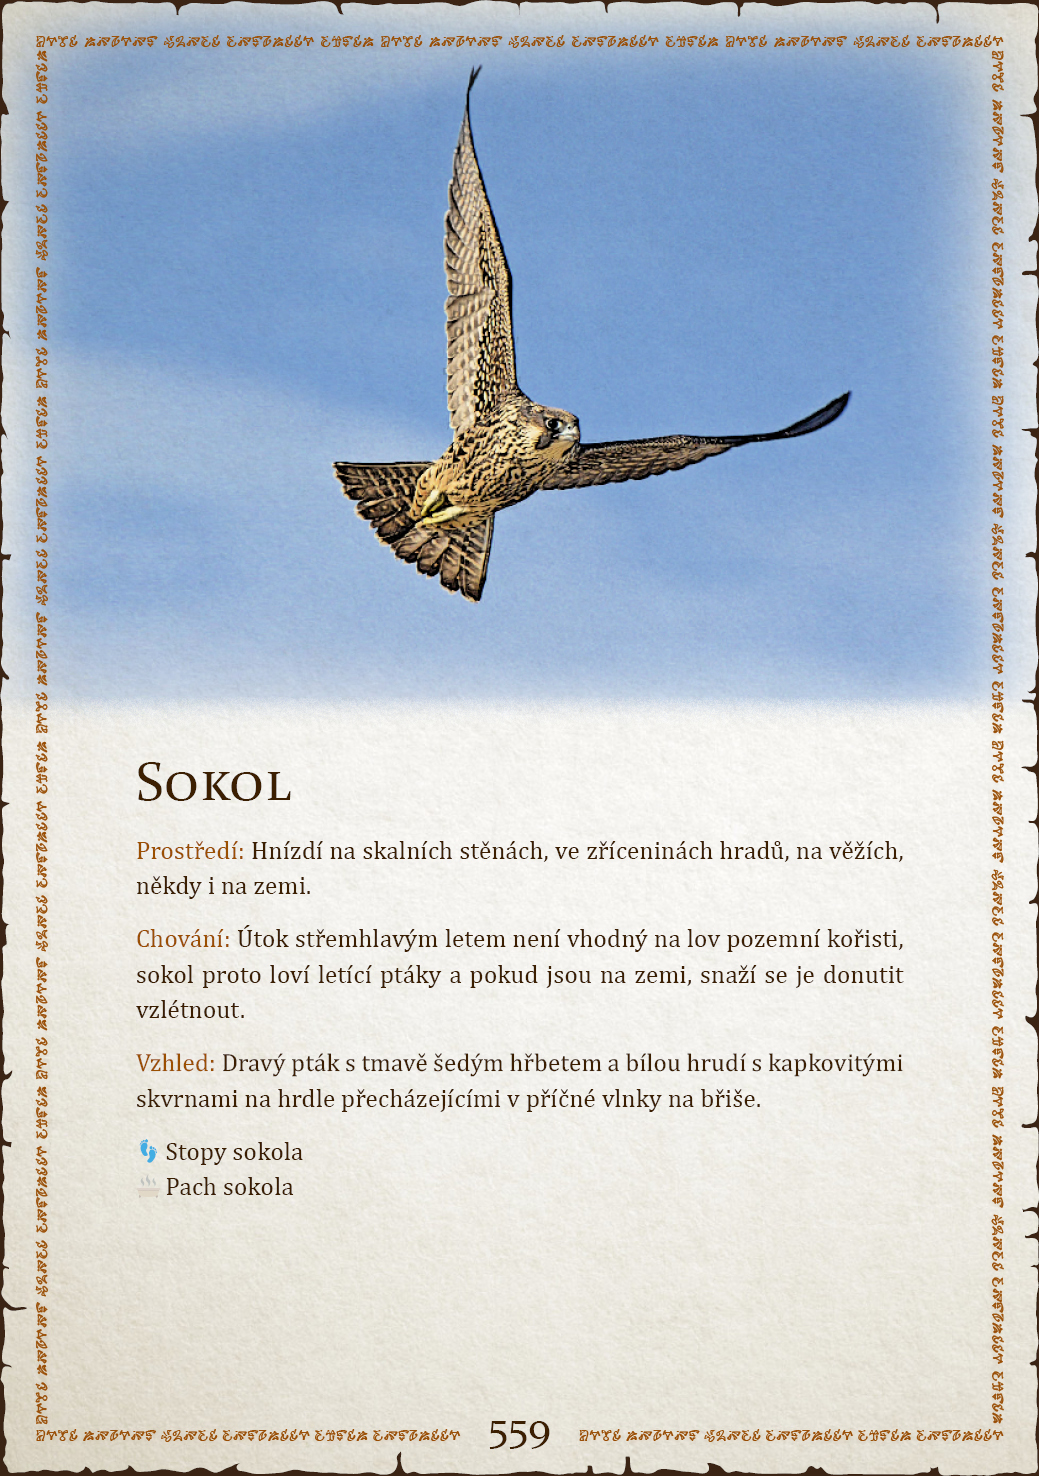 Sokol
Prostředí: Hnízdí na skalních stěnách, ve zříceninách hradů, na věžích,
někdy i na zemi.
Chování: Útok střemhlavým letem není vhodný na lov pozemní kořisti,
sokol proto loví letící ptáky a pokud jsou na zemi, snaží se je donutit
vzlétnout.
Vzhled: Dravý pták s tmavě šedým hřbetem a bílou hrudí s kapkovitými
skvrnami na hrdle přecházejícími v příčné vlnky na břiše.
Stopy sokola
Pach sokola
559